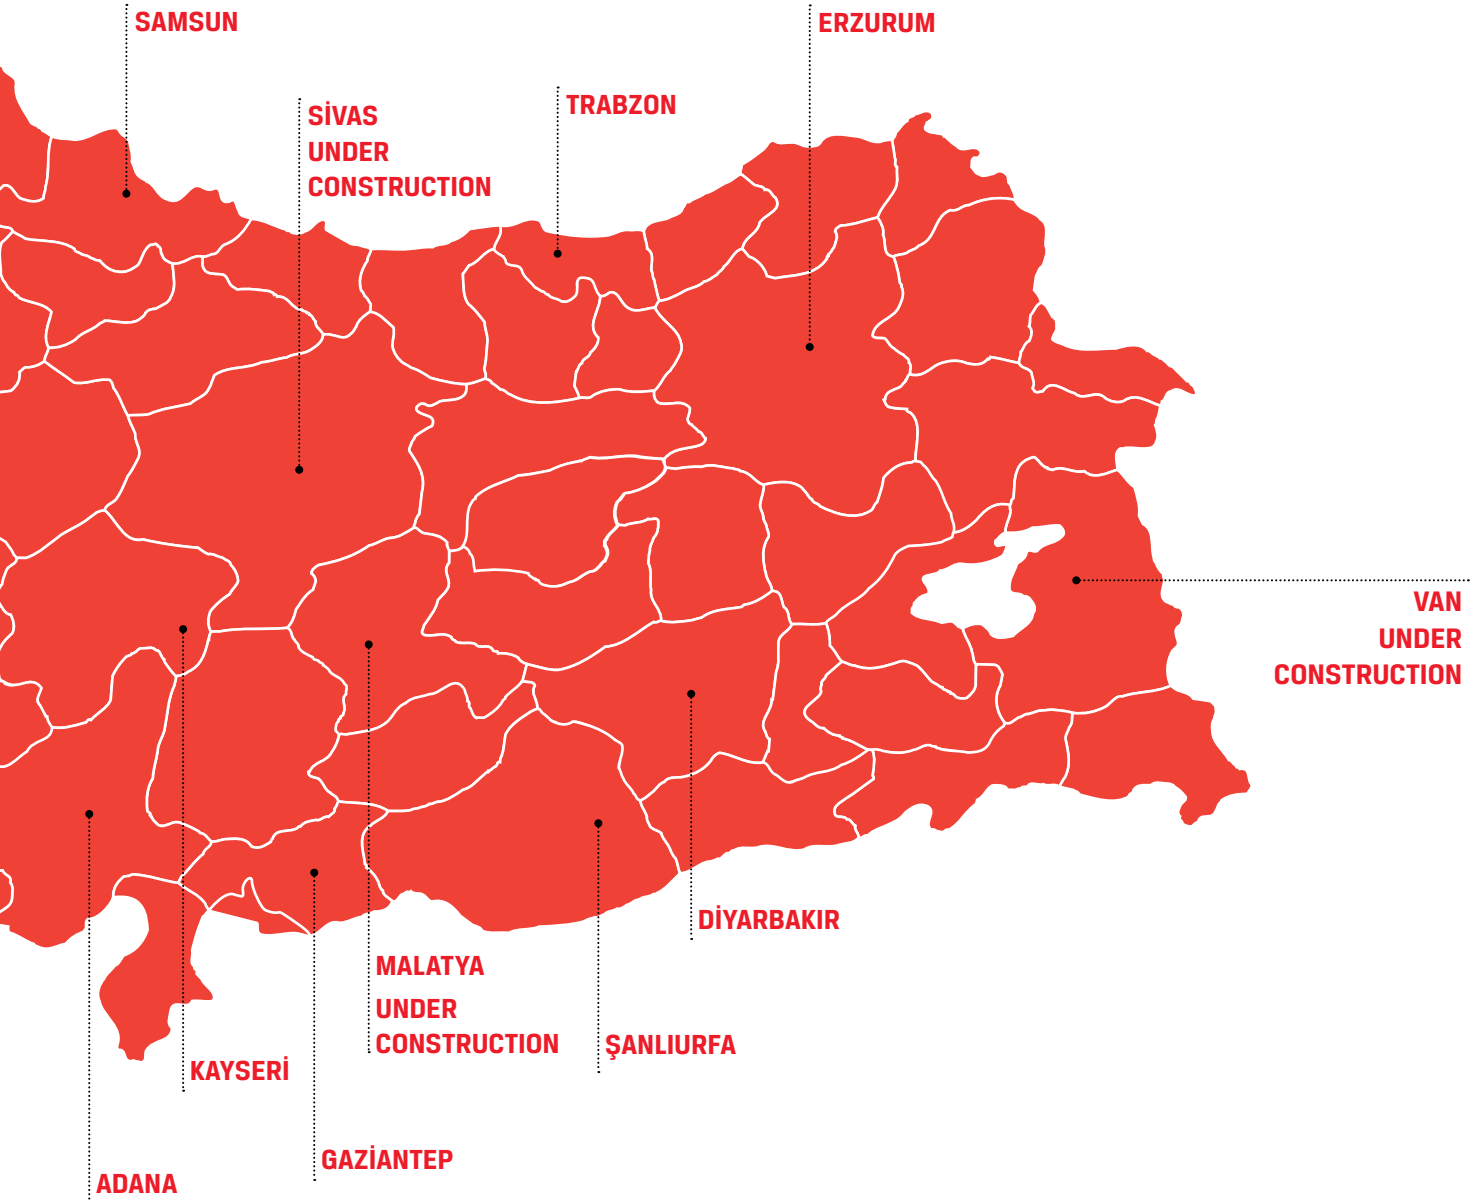 SAMSUN
ERZURUM
SİVAS
UNDER
CONSTRUCTION
TRABZON
VAN
UNDER
CONSTRUCTION
DİYARBAKIR
MALATYA
UNDER
CONSTRUCTION
ŞANLIURFA
KAYSERİ
GAZİANTEP
ADANA